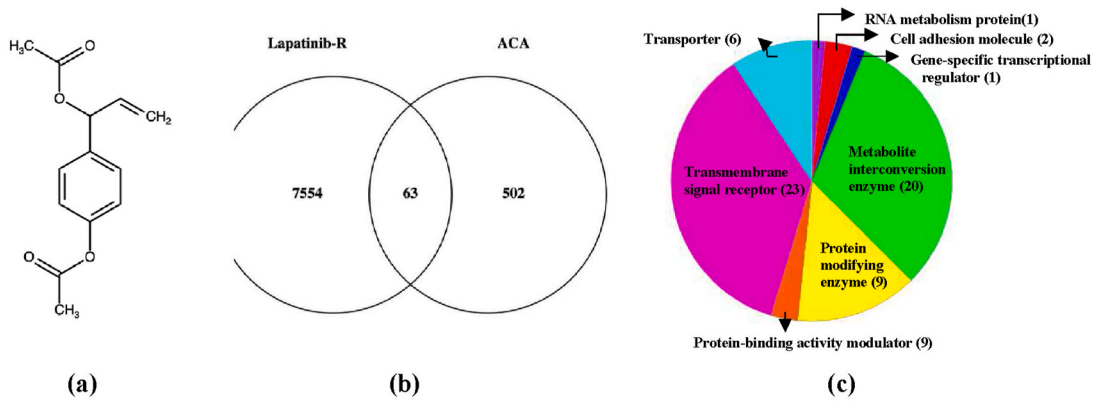 H₃C
O
O
CH₂
O
O
CH₃
(a)
Lapatinib-R
ACA
7554
63
502
(b)
RNA metabolism protein(1)
Cell adhesion molecule (2)
Gene-specific transcriptional
regulator (1)
Transporter (6)
Metabolite
interconversion
enzyme (20)
Transmembrane
signal receptor (23)
Protein
modifying
enzyme (9)
Protein-binding activity modulator (9)
(c)